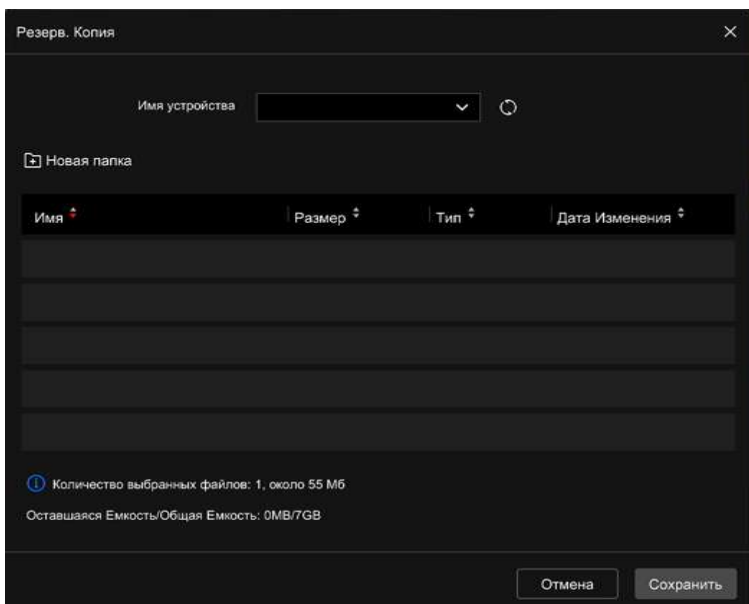 Резерв. Копия
Имя устройства
Новая папка
Имя Размер Тип Дата Изменения
Количество выбранных файлов: 1, около 55 Мб
Оставшаяся Емкость/Общая Емкость: 0MB/7GB
Отмена Сохранить